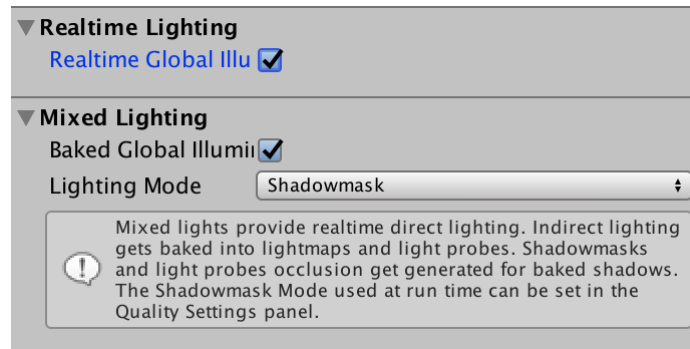 Realtime Lighting
Realtime Global Illu
Mixed Lighting
Baked Global Illumii
Lighting Mode Shadowmask
Mixed lights provide realtime direct lighting. Indirect lighting
gets baked into lightmaps and light probes. Shadowmasks
and light probes occlusion get generated for baked shadows.
The Shadowmask Mode used at run time can be set in the
Quality Settings panel.